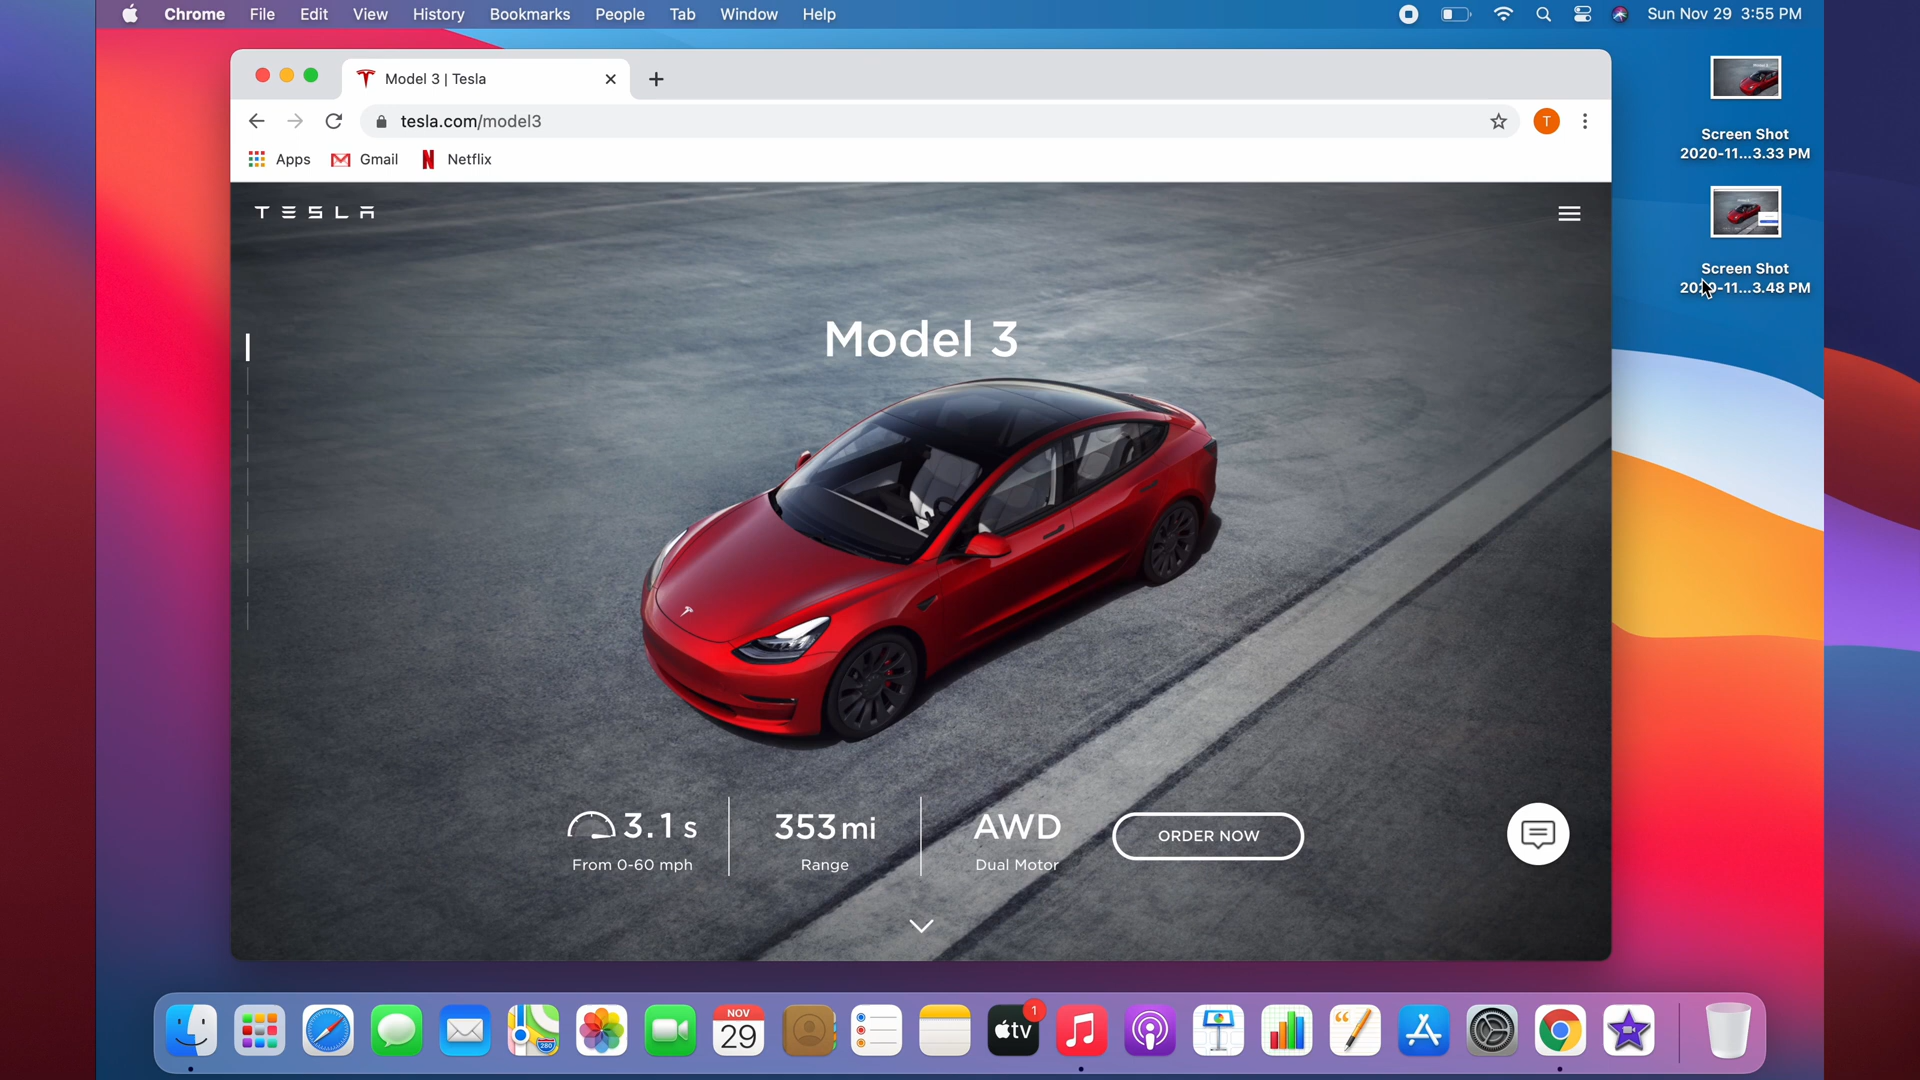 Chrome File Edit View History Bookmarks People Tab Window Help Sun Nov 29 3:55 PM
Model 3 | Tesla
tesla.com/model3
T
Apps Gmail Netflix
TESLA
Model 3
3.1 s
From 0-60 mph
353 mi
Range
AWD
Dual Motor
ORDER NOW
Screen Shot
2020-11...3.33 PM
Screen Shot
2020-11...3.48 PM
NOV
29
280
tv
1